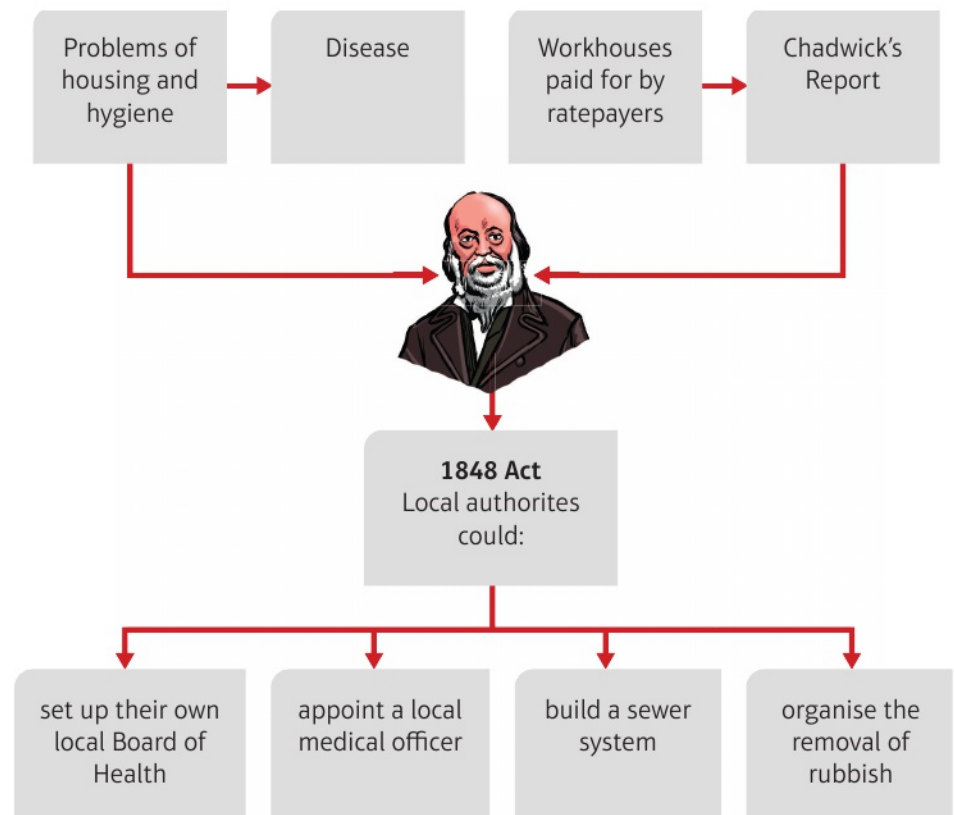 Problems of
housing and
hygiene
Disease
Workhouses
paid for by
ratepayers
Chadwick’s
Report
1848 Act
Local authorites
could:
set up their own
local Board of
Health
appoint a local
medical officer
build a sewer
system
organise the
removal of
rubbish